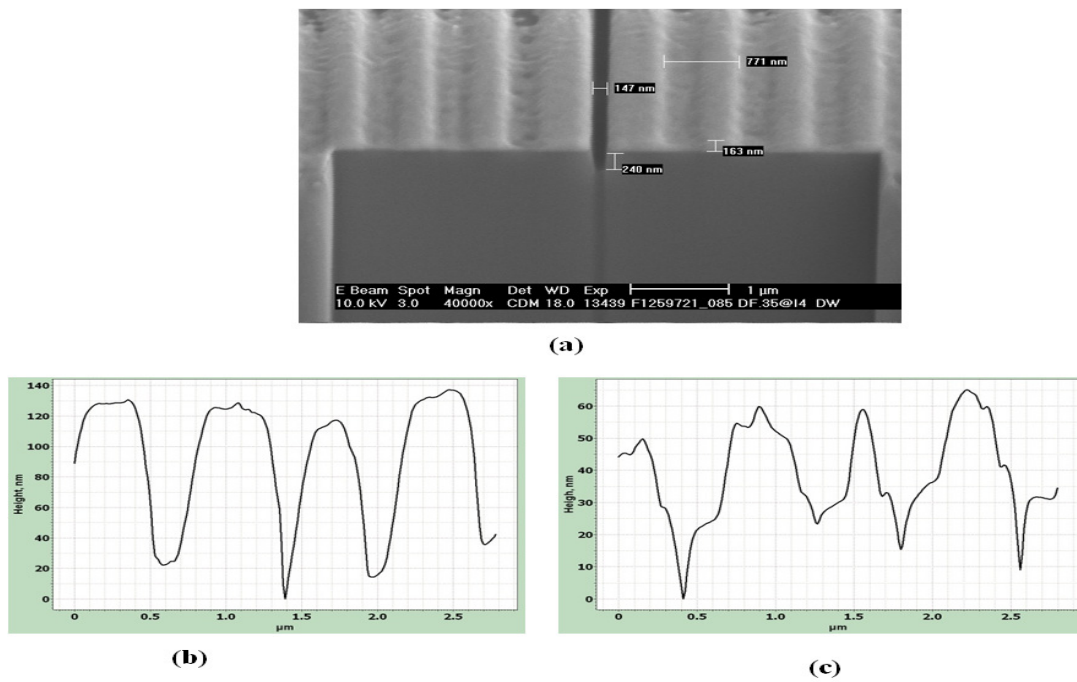 771 nm
147 nm
163 nm
240 nm
E Beam Spot Magn Det WD Exp 1 µm
10.0 kV 3.0 40000x CDM 18.0 13439 F1259721_085 DF.35@I4 DW
(a)
140
120
100
80
60
40
20
0
Height, nm
0 0.5 1.0 1.5 2.0 2.5
µm
(b)
60
50
40
30
20
10
0
Heigh, nm
0 0.5 1.0 1.5 2.0 2.5
µm
(c)